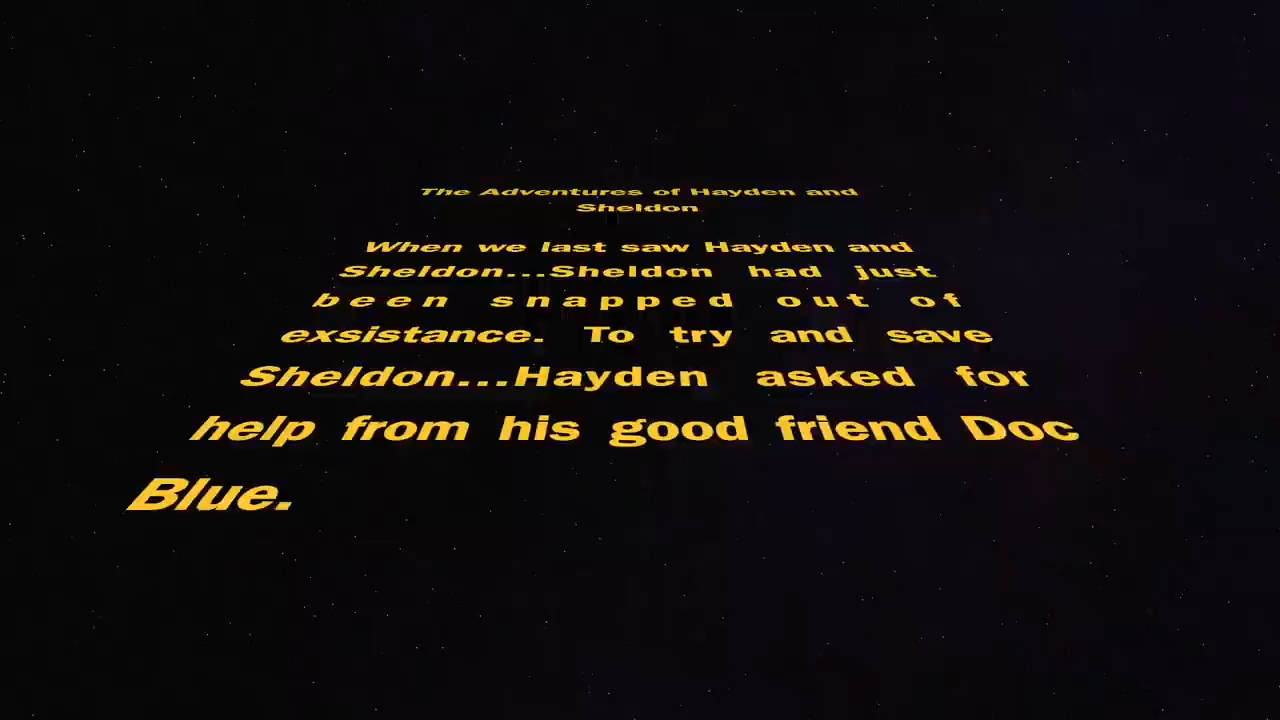 The Adventures of Hayden and
Sheldon
When we last saw Hayden and
Sheldon...Sheldon had just
been snapped out of
exsistance. To try and save
Sheldon...Hayden asked for
help from his good friend Doc
Blue.